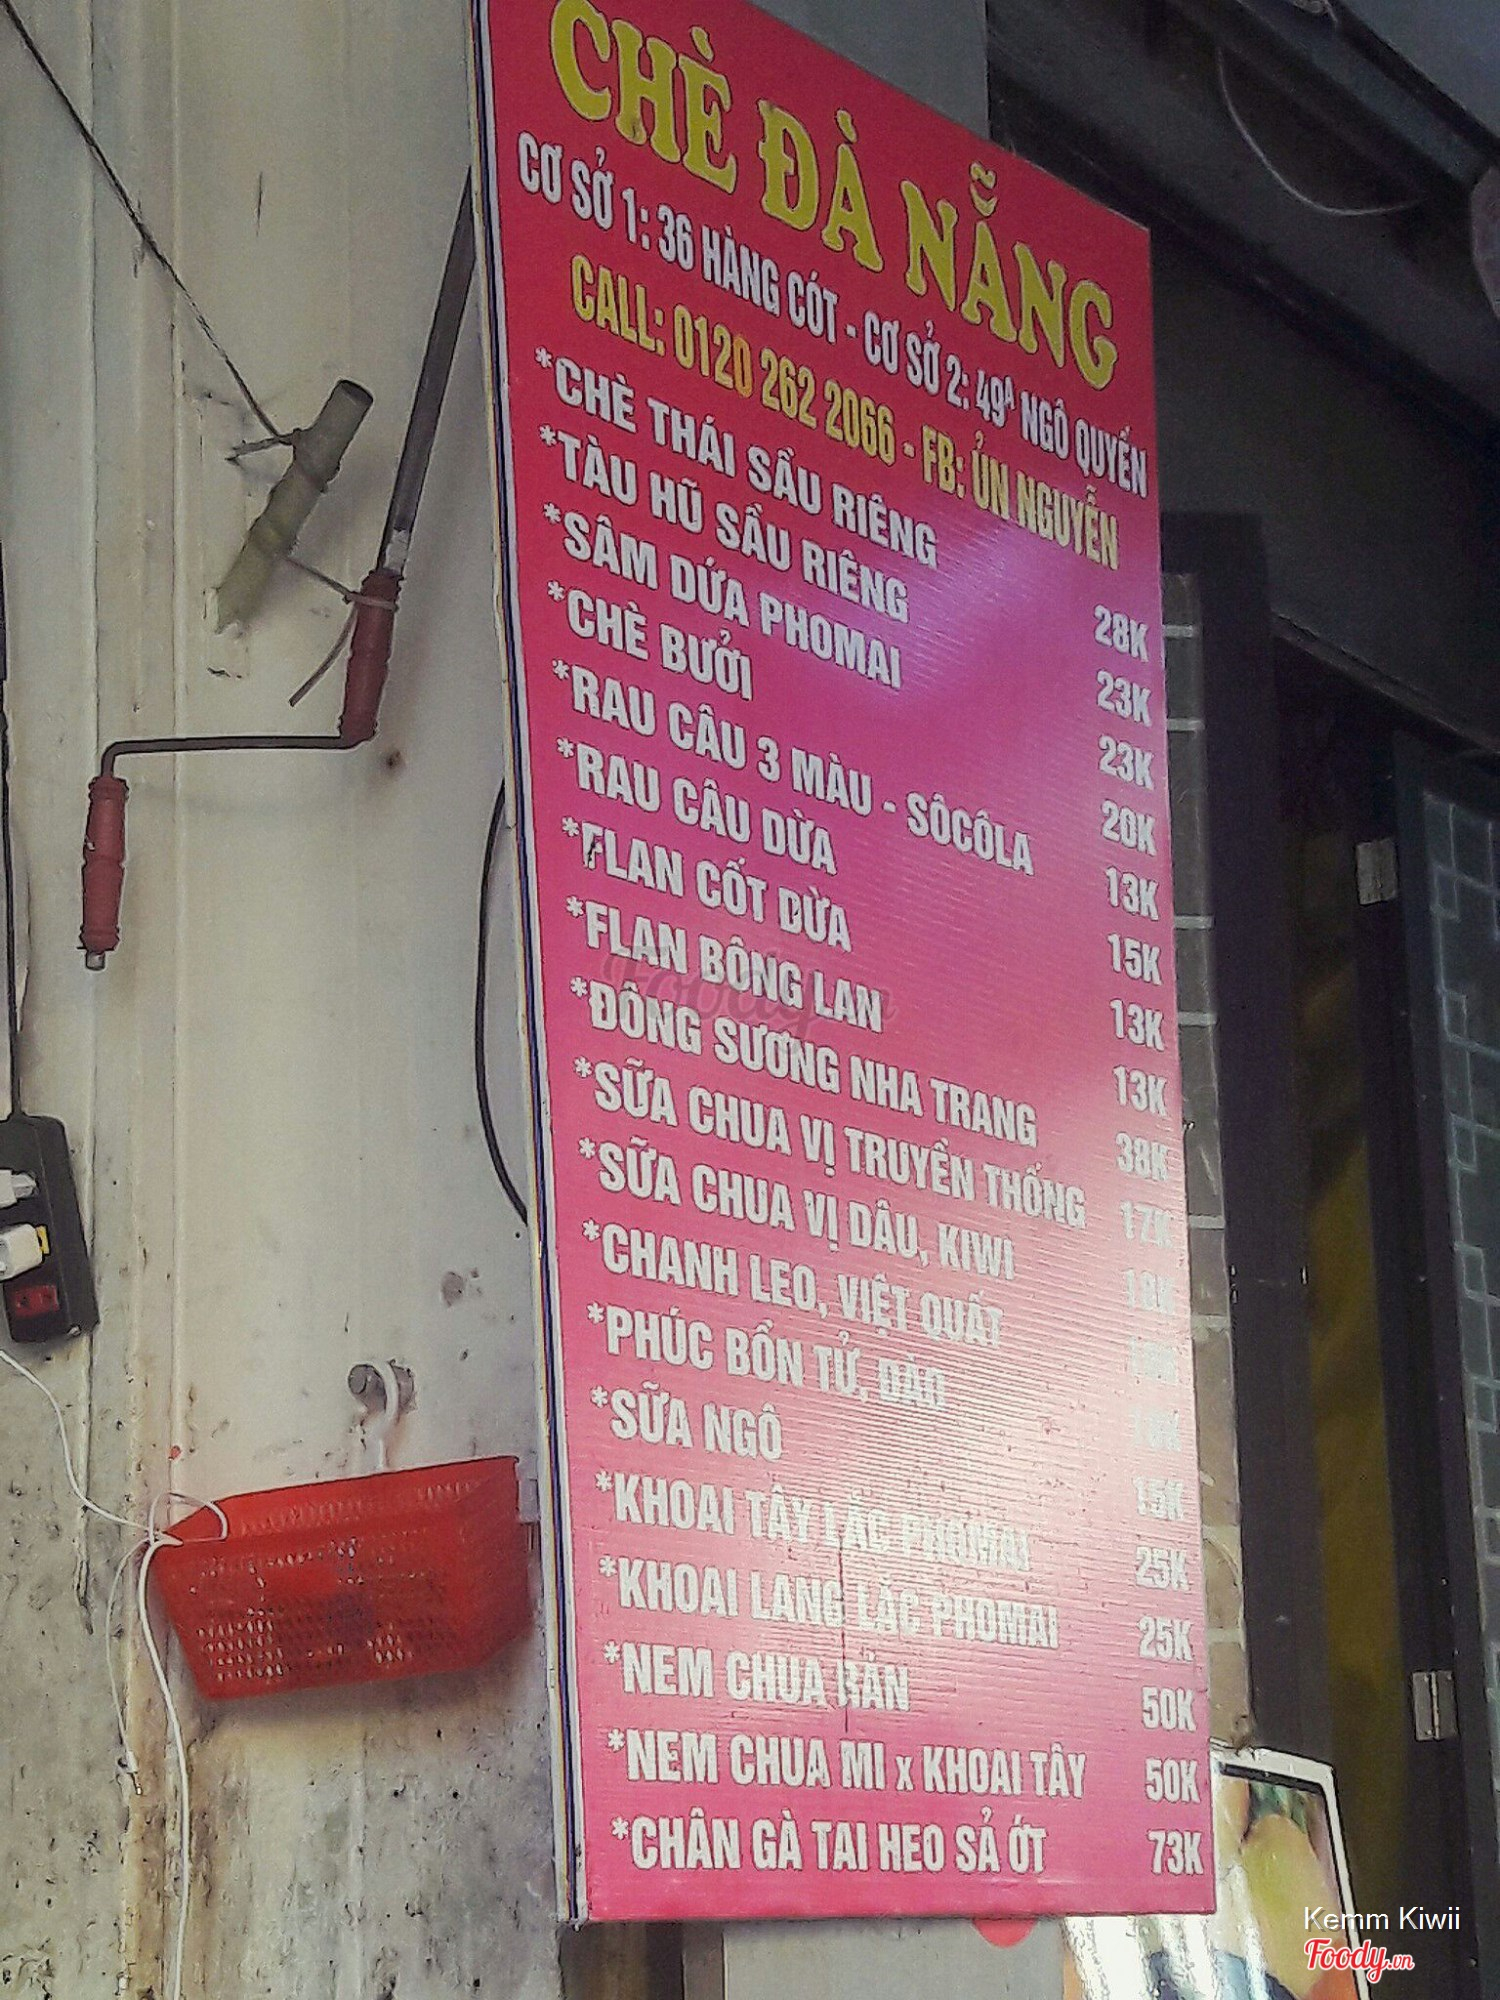 CHÈ ĐÀ NẴNG
CƠ SỞ 1: 36 HÀNG CÓT - CƠ SỞ 2: 49A NGÔ QUYỀN
CALL: 0120 262 2066 - FB: ỦN NGUYỄN
*CHÈ THÁI SẦU RIÊNG 28K
*TÀU HŨ SẦU RIÊNG 23K
*SÂM DỨA PHOMAI 23K
*CHÈ BƯỞI 20K
*RAU CÂU 3 MÀU - SÔCÔLA 13K
*RAU CÂU DỪA 15K
*FLAN CỐT DỪA 13K
*FLAN BÔNG LAN 13K
*ĐÔNG SƯƠNG NHA TRANG 38K
*SỮA CHUA VỊ TRUYỀN THỐNG 17K
*SỮA CHUA VỊ DÂU, KIWI 18K
*CHANH LEO, VIỆT QUẤT
*PHÚC BỒN TỬ, ĐÀO
*SỮA NGÔ 15K
*KHOAI TÂY LẮC PHOMAI 25K
*KHOAI LANG LẮC PHOMAI 25K
*NEM CHUA RÁN 50K
*NEM CHUA MI x KHOAI TÂY 50K
*CHÂN GÀ TAI HEO SẢ ỚT 73K
Foody.vn
Kemm Kiwii
Foody.vn